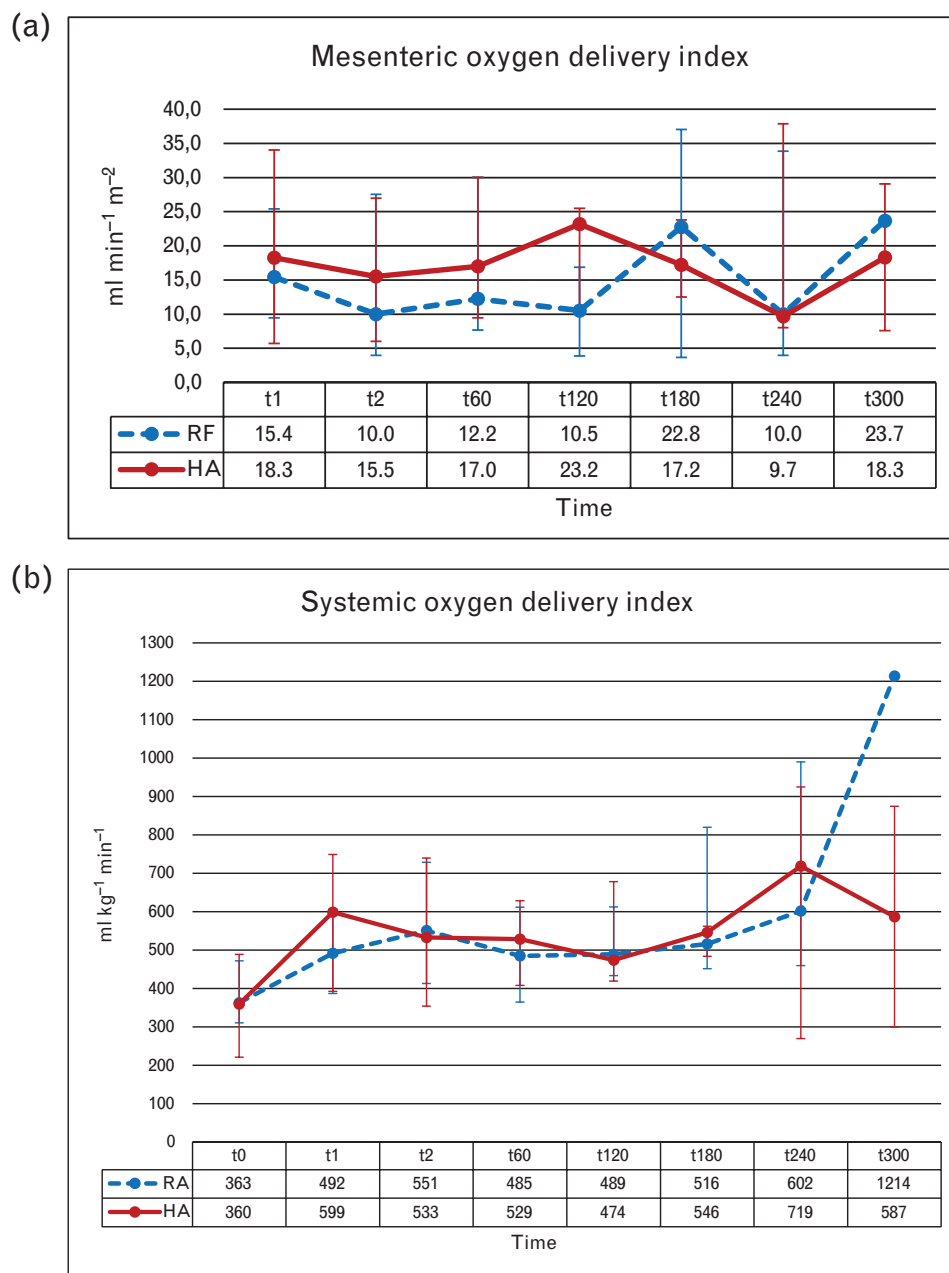 (a)
Mesenteric oxygen delivery index
ml min⁻¹ m⁻²
40,0
35,0
30,0
25,0
20,0
15,0
10,0
5,0
0,0
t1 t2 t60 t120 t180 t240 t300
RF 15.4 10.0 12.2 10.5 22.8 10.0 23.7
HA 18.3 15.5 17.0 23.2 17.2 9.7 18.3
Time
(b)
Systemic oxygen delivery index
ml kg⁻¹ min⁻¹
1300
1200
1100
1000
900
800
700
600
500
400
300
200
100
0
t0 t1 t2 t60 t120 t180 t240 t300
RA 363 492 551 485 489 516 602 1214
HA 360 599 533 529 474 546 719 587
Time